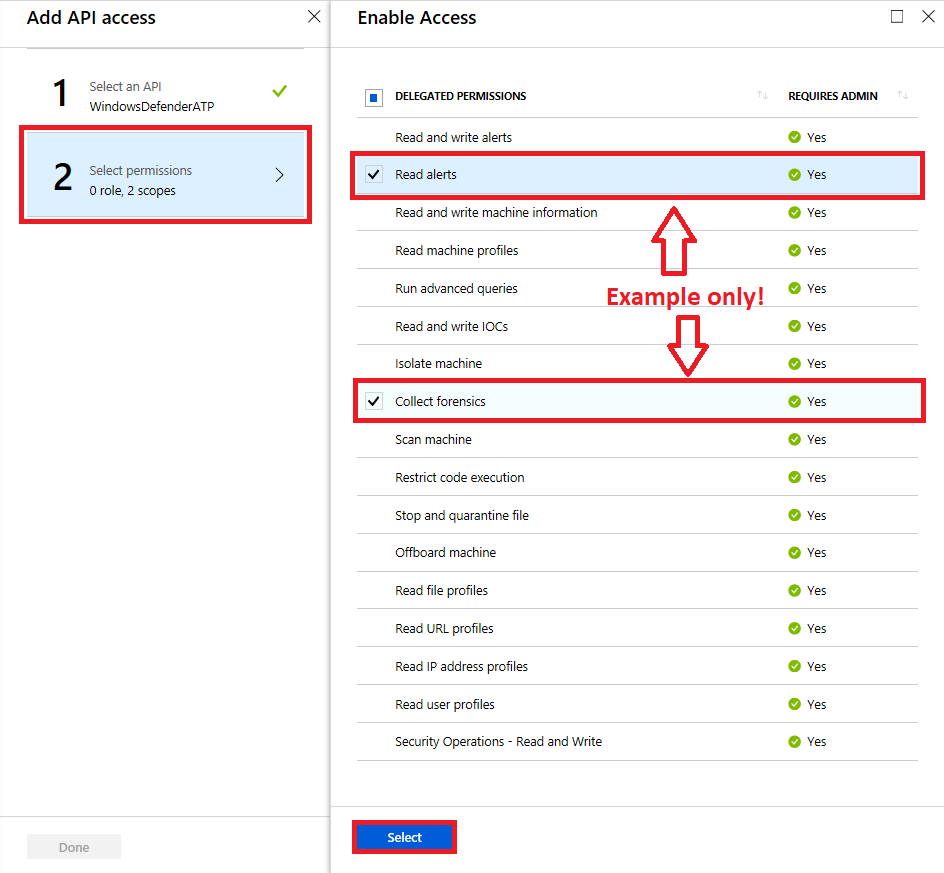 Add API access
1
Select an API
WindowsDefenderATP
2
Select permissions
0 role, 2 scopes
Done
Enable Access
DELEGATED PERMISSIONS REQUIRES ADMIN
Read and write alerts Yes
Read alerts Yes
Read and write machine information Yes
Read machine profiles Yes
Run advanced queries Yes
Example only!
Read and write IOCs Yes
Isolate machine Yes
Collect forensics Yes
Scan machine Yes
Restrict code execution Yes
Stop and quarantine file Yes
Offboard machine Yes
Read file profiles Yes
Read URL profiles Yes
Read IP address profiles Yes
Read user profiles Yes
Security Operations - Read and Write Yes
Select